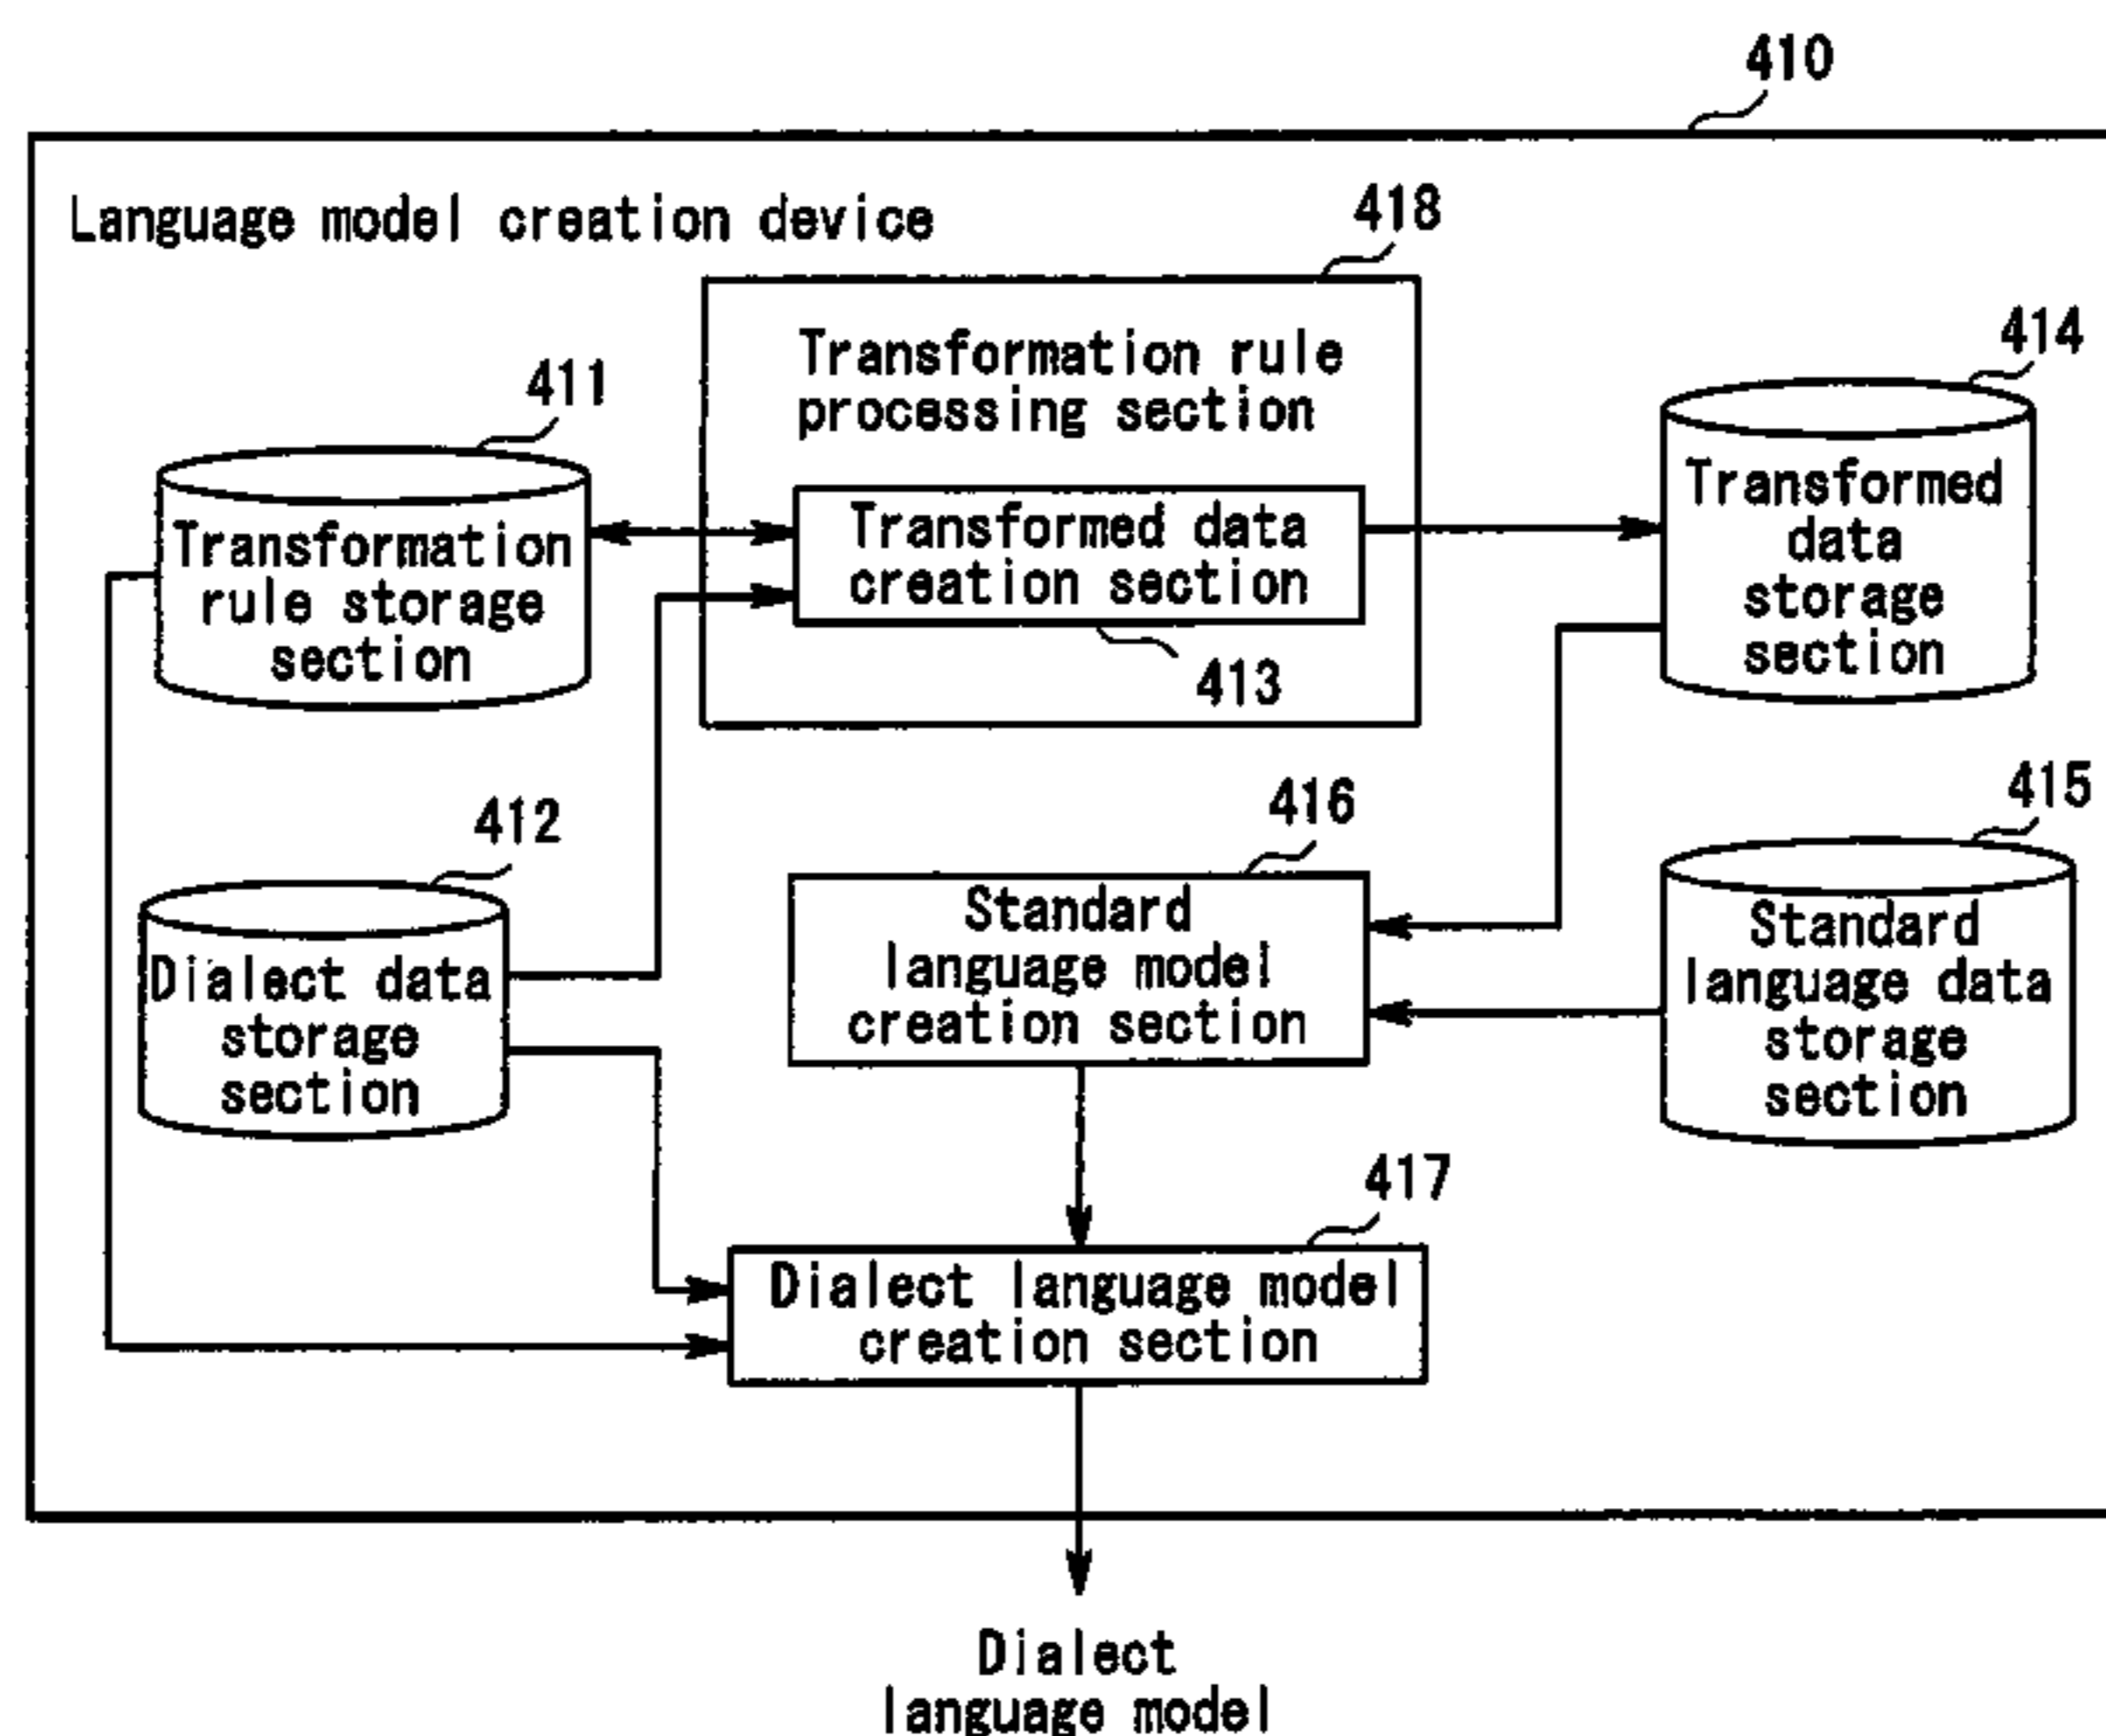 410
Language model creation device
418
Transformation rule
processing section
414
411
Transformed
data
storage
section
Transformation
rule storage
section
Transformed data
creation section
413
412
416
415
Dialect data
storage
section
Standard
language model
creation section
Standard
language data
storage
section
417
Dialect language model
creation section
Dialect
language model